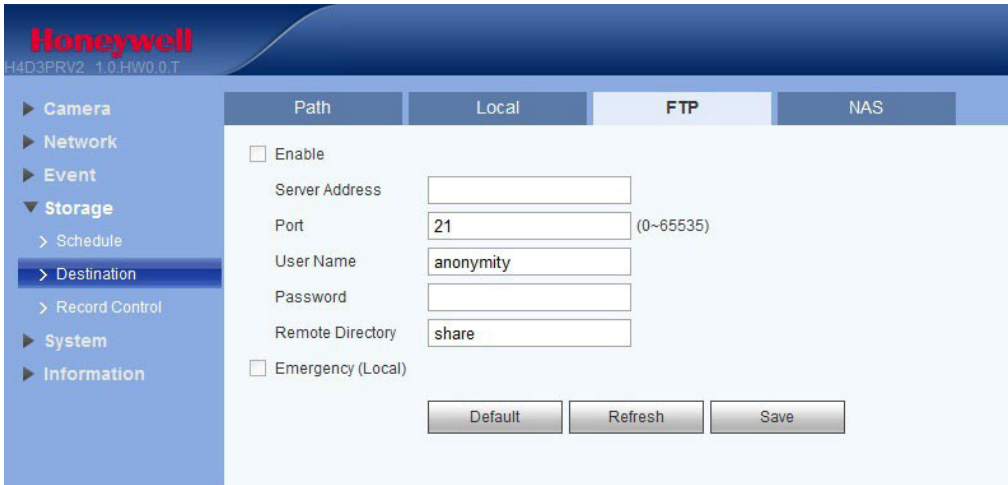 Honeywell
H4D3PRV2 1.0.HW0.0.T
Camera
Network
Event
Storage
Schedule
Destination
Record Control
System
Information
Path Local FTP NAS
Enable
Server Address
Port 21 (0~65535)
User Name anonymity
Password
Remote Directory share
Emergency (Local)
Default Refresh Save